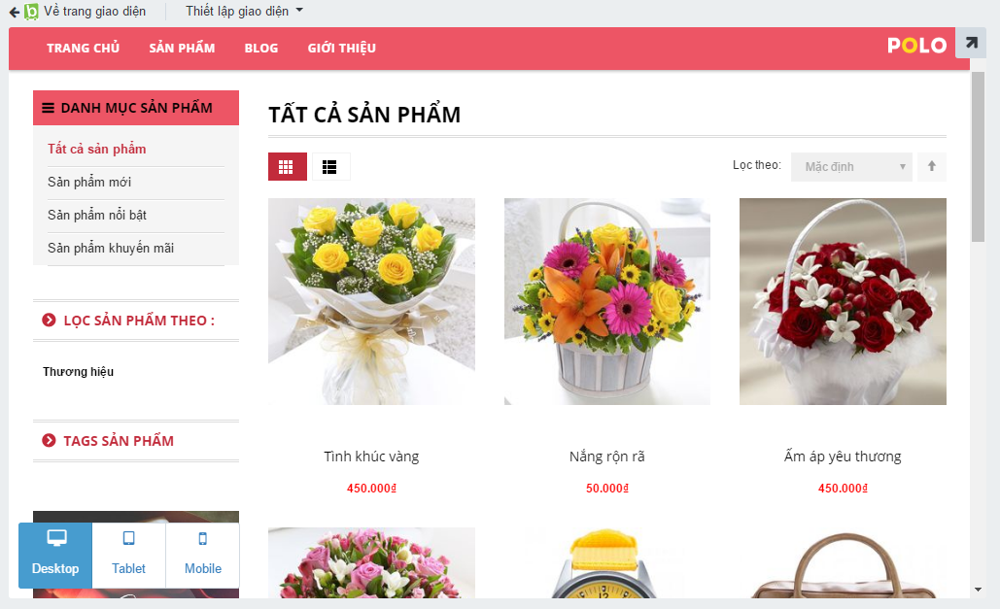 Về trang giao diện
Thiết lập giao diện
TRANG CHỦ
SẢN PHẨM
BLOG
GIỚI THIỆU
POLO
DANH MỤC SẢN PHẨM
Tất cả sản phẩm
Sản phẩm mới
Sản phẩm nổi bật
Sản phẩm khuyến mãi
LỌC SẢN PHẨM THEO :
Thương hiệu
TAGS SẢN PHẨM
Desktop
Tablet
Mobile
TẤT CẢ SẢN PHẨM
Lọc theo:
Mặc định
Tình khúc vàng
450.000₫
Nắng rộn rã
50.000₫
Ấm áp yêu thương
450.000₫